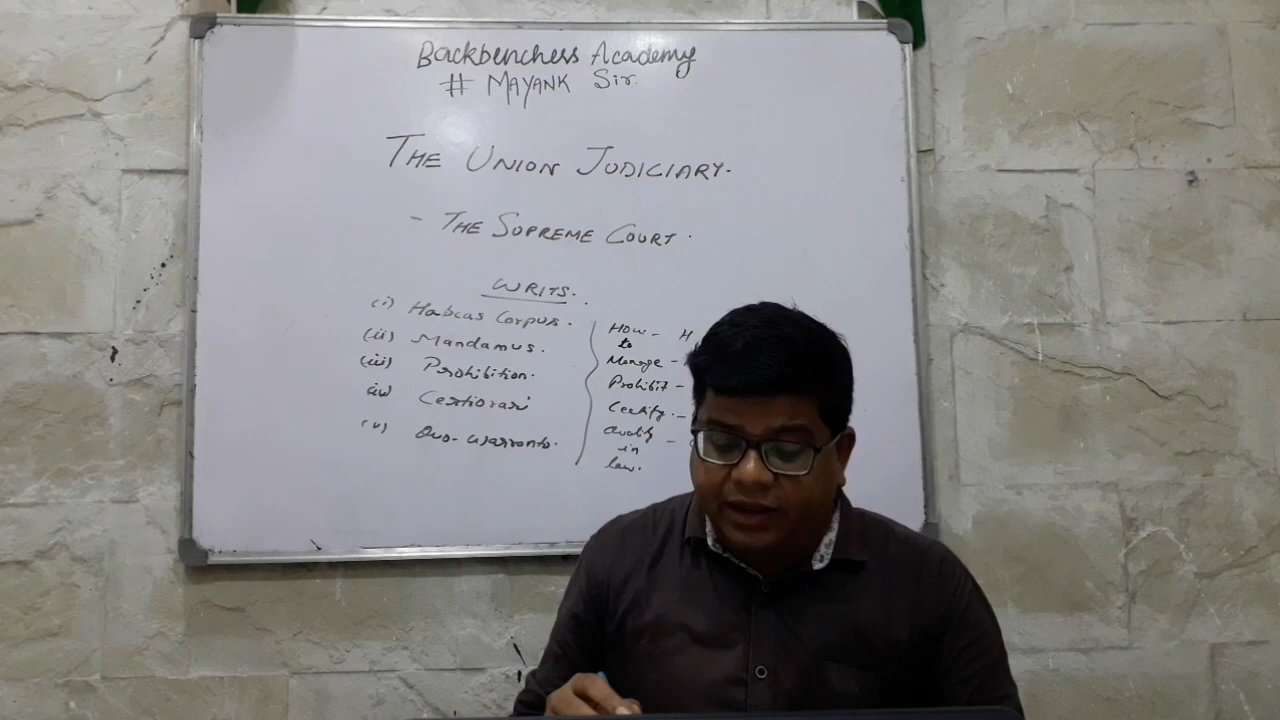 Backbenchers Academy
# MAYANK Sir.
THE UNION JUDICIARY.
- THE SUPREME COURT.
WRITS.
(i) Habeas Corpus.
(ii) Mandamus.
(iii) Prohibition.
(iv) Certiorari
(v) Quo-Warranto.
How - H
to
Manage -
Prohibit -
Certify. -
Quality -
in
law.